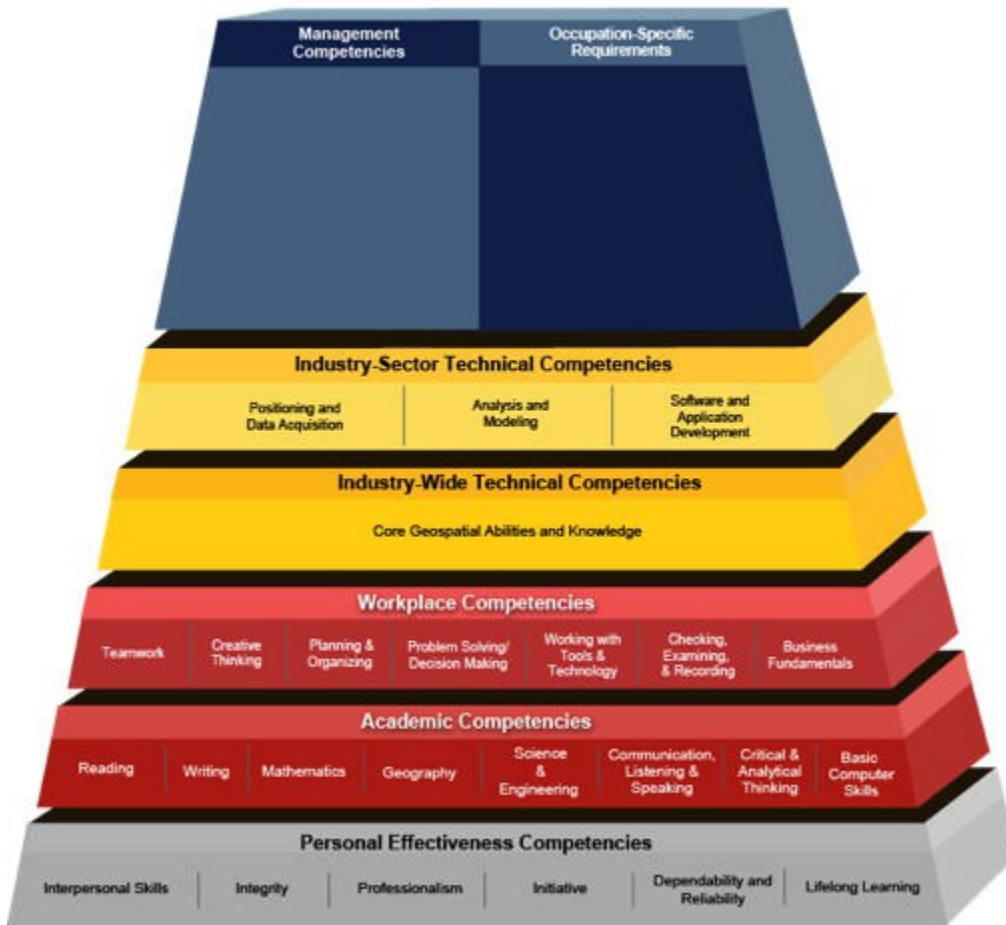 Management
Competencies
Occupation-Specific
Requirements
Industry-Sector Technical Competencies
Positioning and
Data Acquisition
Analysis and
Modeling
Software and
Application
Development
Industry-Wide Technical Competencies
Core Geospatial Abilities and Knowledge
Workplace Competencies
Teamwork
Creative
Thinking
Planning &
Organizing
Problem Solving/
Decision Making
Working with
Tools &
Technology
Checking,
Examining,
& Recording
Business
Fundamentals
Academic Competencies
Reading
Writing
Mathematics
Geography
Science
&
Engineering
Communication,
Listening &
Speaking
Critical &
Analytical
Thinking
Basic
Computer
Skills
Personal Effectiveness Competencies
Interpersonal Skills
Integrity
Professionalism
Initiative
Dependability and
Reliability
Lifelong Learning